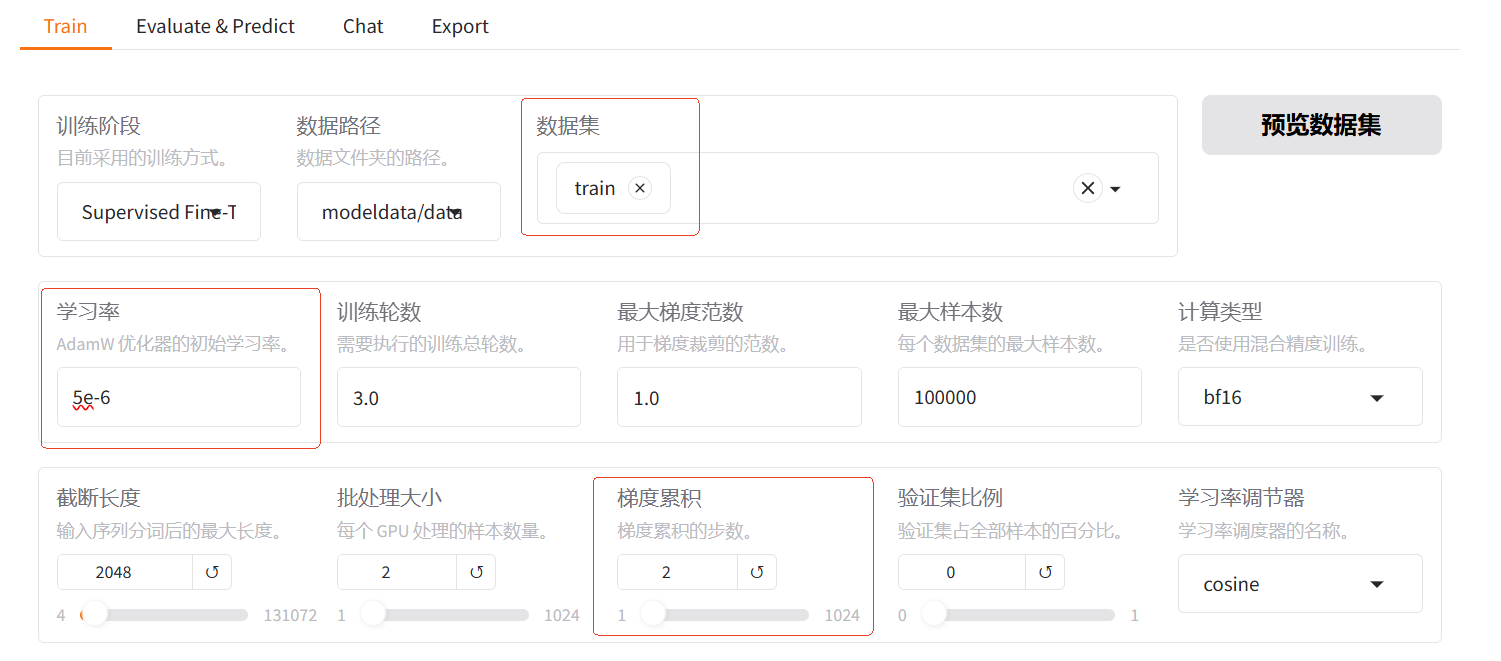 Train Evaluate & Predict Chat Export
训练阶段 数据路径 数据集 预览数据集
目前采用的训练方式。 数据文件夹的路径。
train
Supervised Fine-T modeldata/data
学习率 训练轮数 最大梯度范数 最大样本数 计算类型
AdamW 优化器的初始学习率。 需要执行的训练总轮数。 用于梯度裁剪的范数。 每个数据集的最大样本数。 是否使用混合精度训练。
5e-6 3.0 1.0 100000 bf16
截断长度 批处理大小 梯度累积 验证集比例 学习率调节器
输入序列分词后的最大长度。 每个 GPU 处理的样本数量。 梯度累积的步数。 验证集占全部样本的百分比。 学习率调度器的名称。
2048 2 2 0 cosine
4 131072 1 1024 1 1024 0 1